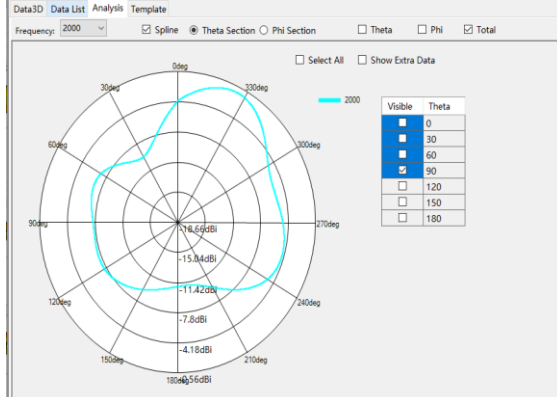 Data3D Data List Analysis Template
Frequency: 2000 Spline Theta Section Phi Section Theta Phi Total
Select All Show Extra Data
0deg
30deg
330deg
2000
Visible Theta
0
30
60
90
120
150
180
60deg
300deg
90deg
270deg
-18.66dBi
-15.04dBi
-11.42dBi
120deg
240deg
-7.8dBi
-4.18dBi
150deg
210deg
180deg
-0.56dBi